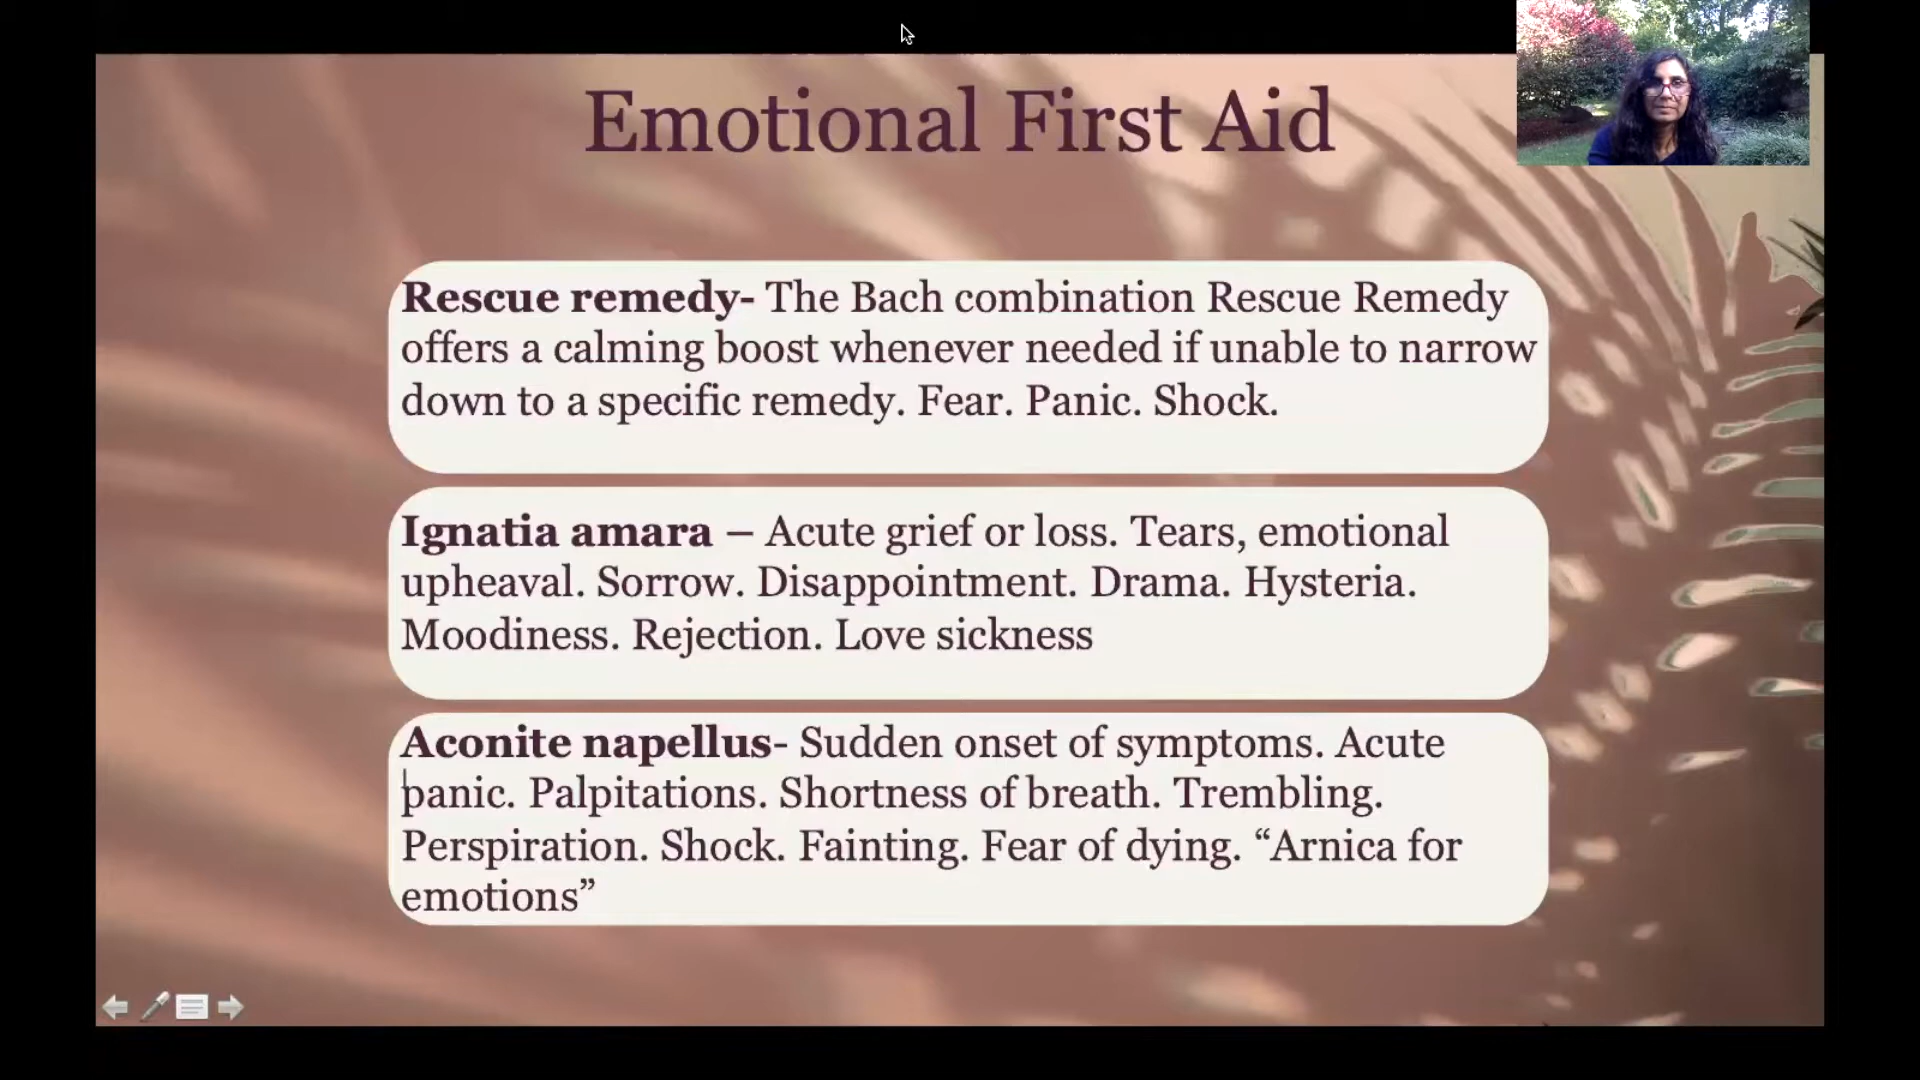 Emotional First Aid
Rescue remedy- The Bach combination Rescue Remedy
offers a calming boost whenever needed if unable to narrow
down to a specific remedy. Fear. Panic. Shock.
Ignatia amara – Acute grief or loss. Tears, emotional
upheaval. Sorrow. Disappointment. Drama. Hysteria.
Moodiness. Rejection. Love sickness
Aconite napellus- Sudden onset of symptoms. Acute
panic. Palpitations. Shortness of breath. Trembling.
Perspiration. Shock. Fainting. Fear of dying. “Arnica for
emotions”